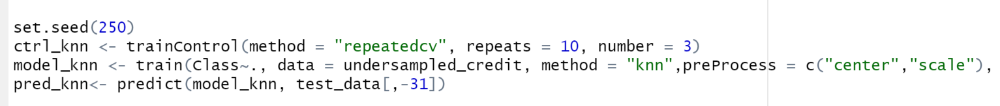 set.seed(250)
ctrl_knn <- trainControl(method = "repeatedcv", repeats = 10, number = 3)
model_knn <- train(Class~., data = undersampled_credit, method = "knn",preProcess = c("center","scale"),
pred_knn<- predict(model_knn, test_data[,-31])